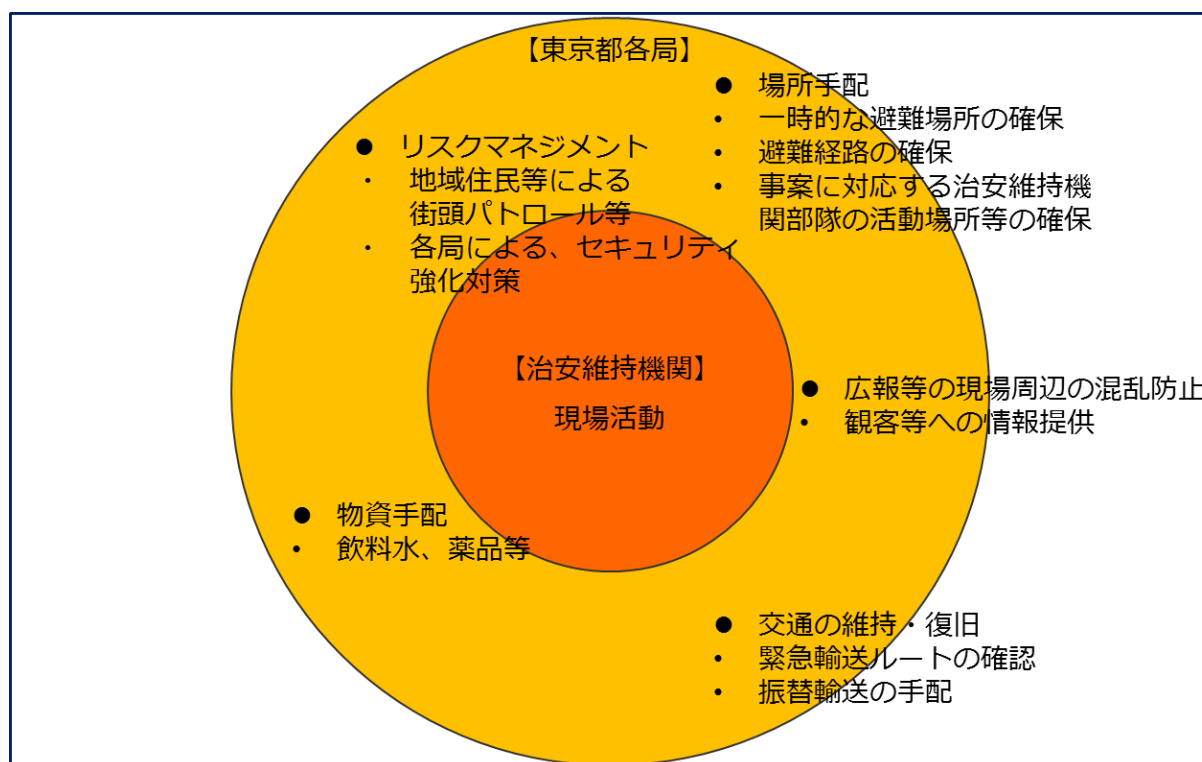 【東京都各局】
● 場所手配
・ 一時的な避難場所の確保
・ 避難経路の確保
・ 事案に対応する治安維持機
関部隊の活動場所等の確保
● リスクマネジメント
・ 地域住民等による
街頭パトロール等
・ 各局による、セキュリティ
強化対策
【治安維持機関】
現場活動
● 広報等の現場周辺の混乱防止
・ 観客等への情報提供
● 物資手配
・ 飲料水、薬品等
● 交通の維持・復旧
・ 緊急輸送ルートの確認
・ 振替輸送の手配